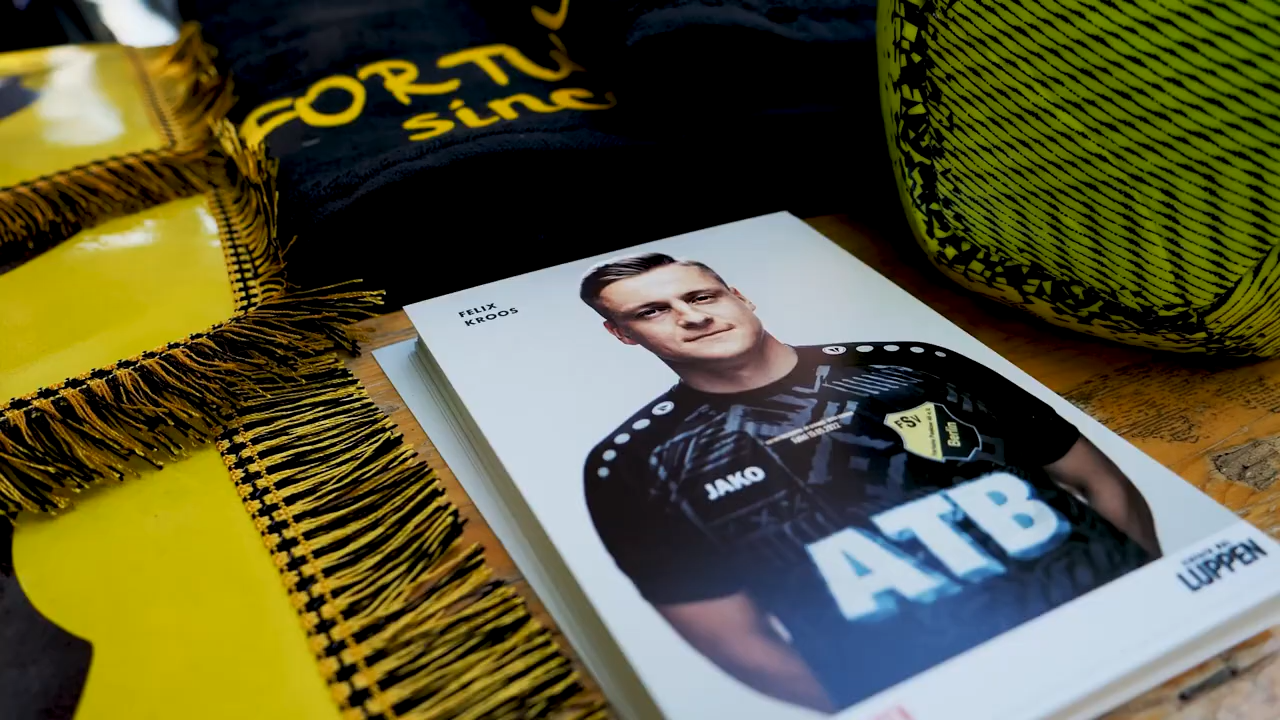 FORTU
sinc
FELIX
KROOS
JAKO
FSV
Berlin
ATB
LUPPEN